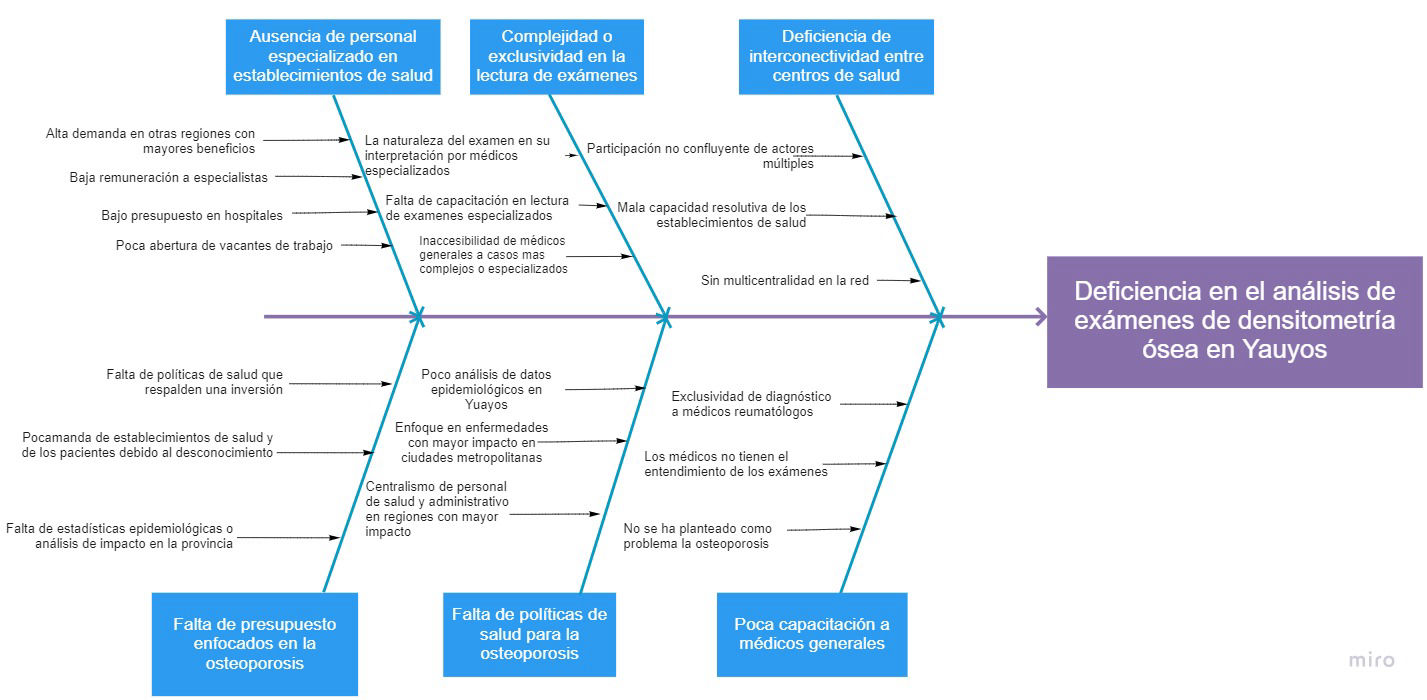 Ausencia de personal
especializado en
establecimientos de salud
Complejidad o
exclusividad en la
lectura de exámenes
Deficiencia de
interconectividad entre
centros de salud
Alta demanda en otras regiones con
mayores beneficios
Baja remuneración a especialistas
Bajo presupuesto en hospitales
Poca abertura de vacantes de trabajo
La naturaleza del examen en su
interpretación por médicos
especializados
Falta de capacitación en lectura
de examenes especializados
Inaccesibilidad de médicos
generales a casos mas
complejos o especializados
Participación no confluyente de actores
múltiples
Mala capacidad resolutiva de los
establecimientos de salud
Sin multicentralidad en la red
Deficiencia en el análisis de
exámenes de densitometría
ósea en Yauyos
Falta de políticas de salud que
respalden una inversión
Pocamanda de establecimientos de salud y
de los pacientes debido al desconocimiento
Falta de estadísticas epidemiológicas o
análisis de impacto en la provincia
Poco análisis de datos
epidemiológicos en
Yuayos
Enfoque en enfermedades
con mayor impacto en
ciudades metropolitanas
Centralismo de personal
de salud y administrativo
en regiones con mayor
impacto
Exclusividad de diagnóstico
a médicos reumatólogos
Los médicos no tienen el
entendimiento de los exámenes
No se ha planteado como
problema la osteoporosis
Falta de presupuesto
enfocados en la
osteoporosis
Falta de políticas de
salud para la
osteoporosis
Poca capacitación a
médicos generales
miro